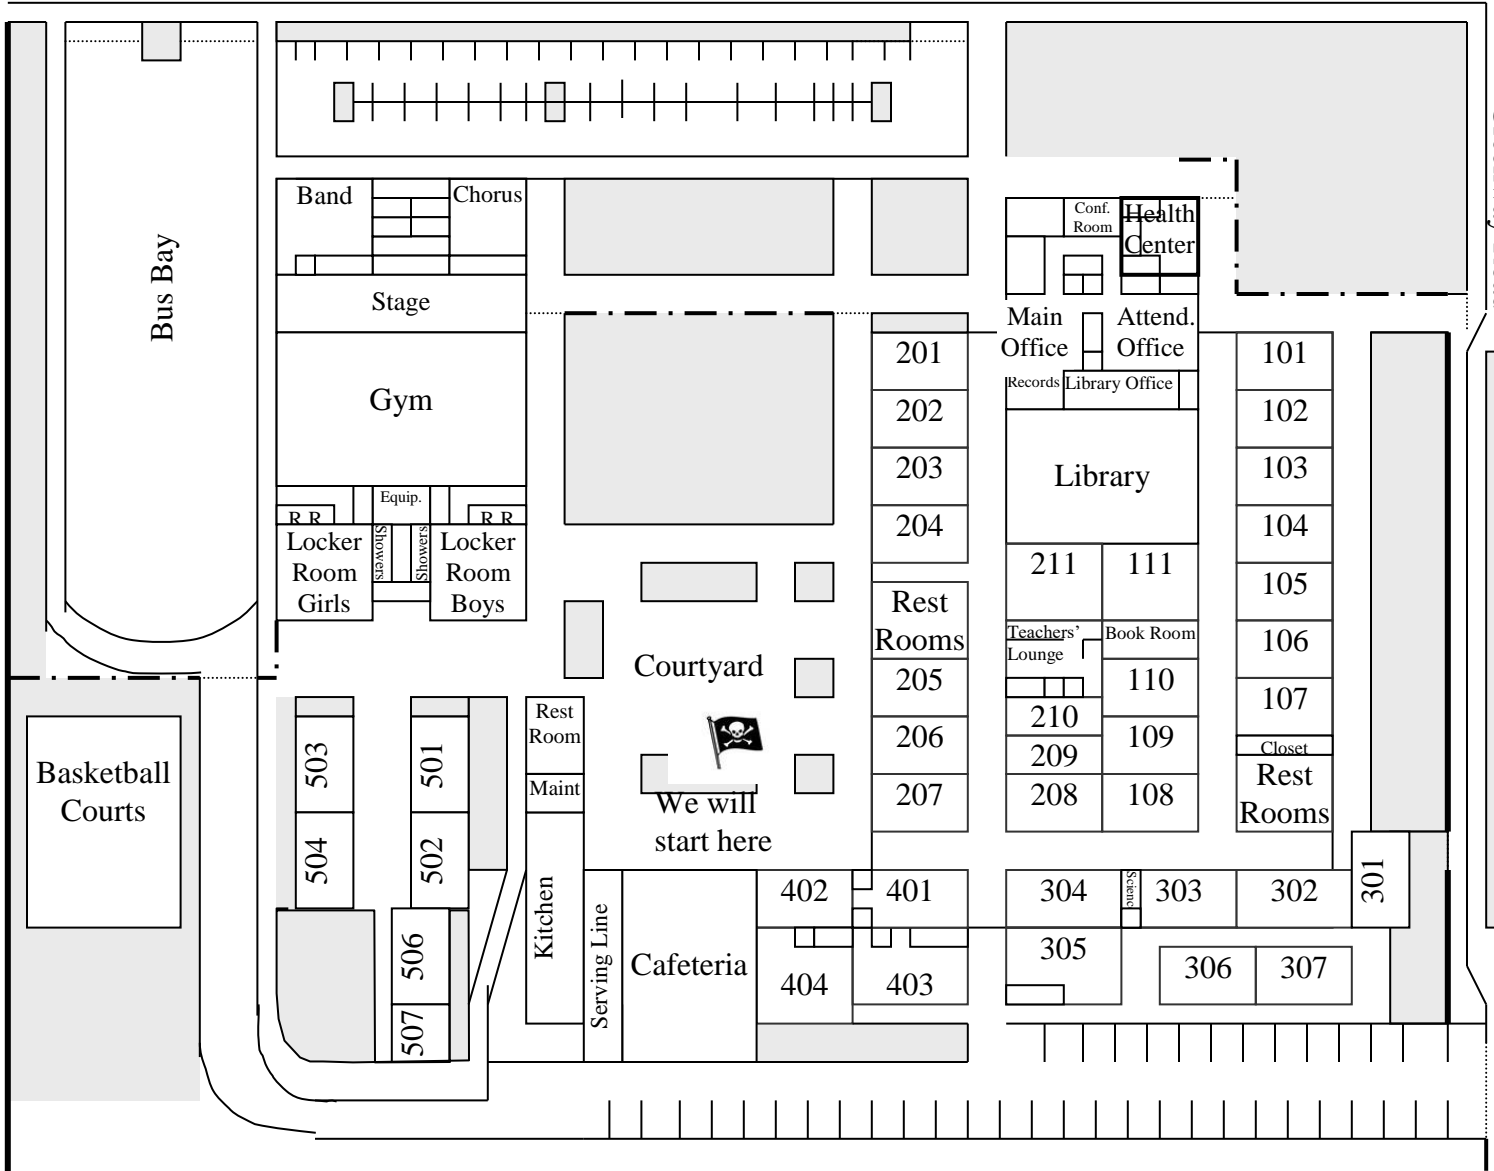 Band
Chorus
Conf.
Room
Health
Center
Bus Bay
Stage
Main
Office
Attend.
Office
201
101
Records
Library Office
Gym
202
102
203
Library
103
Equip.
R R
R R
204
104
Locker
Room
Girls
Showers
Showers
Locker
Room
Boys
211
111
105
Rest
Rooms
Teachers'
Lounge
Book Room
106
Courtyard
205
110
107
Rest
Room
210
206
109
209
Closet
503
501
Basketball
Courts
Maint
207
208
108
Rest
Rooms
We will
start here
504
502
402
401
304
Scienc
303
302
301
Kitchen
Serving Line
Cafeteria
506
305
306
307
404
403
507